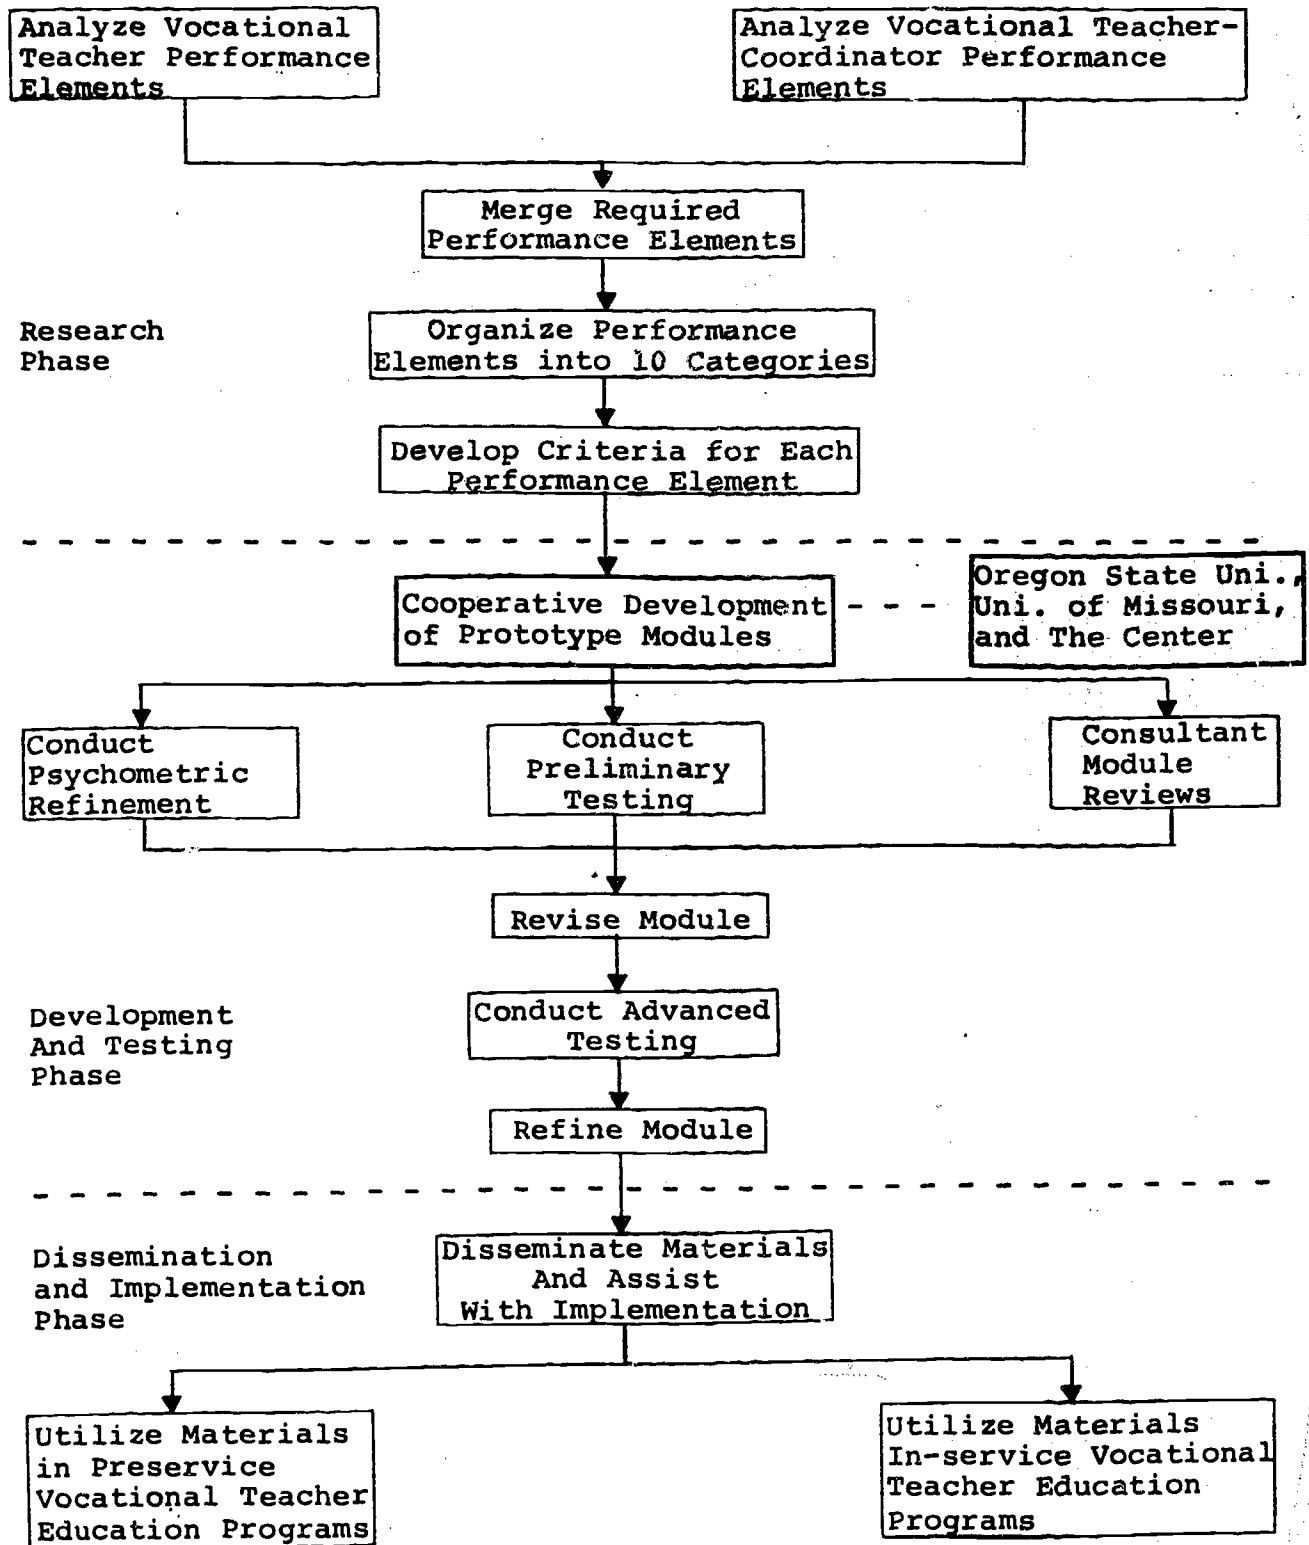 Analyze Vocational
Teacher Performance
Elements
Analyze Vocational Teacher-
Coordinator Performance
Elements
Merge Required
Performance Elements
Research
Phase
Organize Performance
Elements into 10 Categories
Develop Criteria for Each
Performance Element
Cooperative Development
of Prototype Modules
Oregon State Uni.,
Uni. of Missouri,
and The Center
Conduct
Psychometric
Refinement
Conduct
Preliminary
Testing
Consultant
Module
Reviews
Revise Module
Development
And Testing
Phase
Conduct Advanced
Testing
Refine Module
Dissemination
and Implementation
Phase
Disseminate Materials
And Assist
With Implementation
Utilize Materials
in Preservice
Vocational Teacher
Education Programs
Utilize Materials
In-service Vocational
Teacher Education
Programs